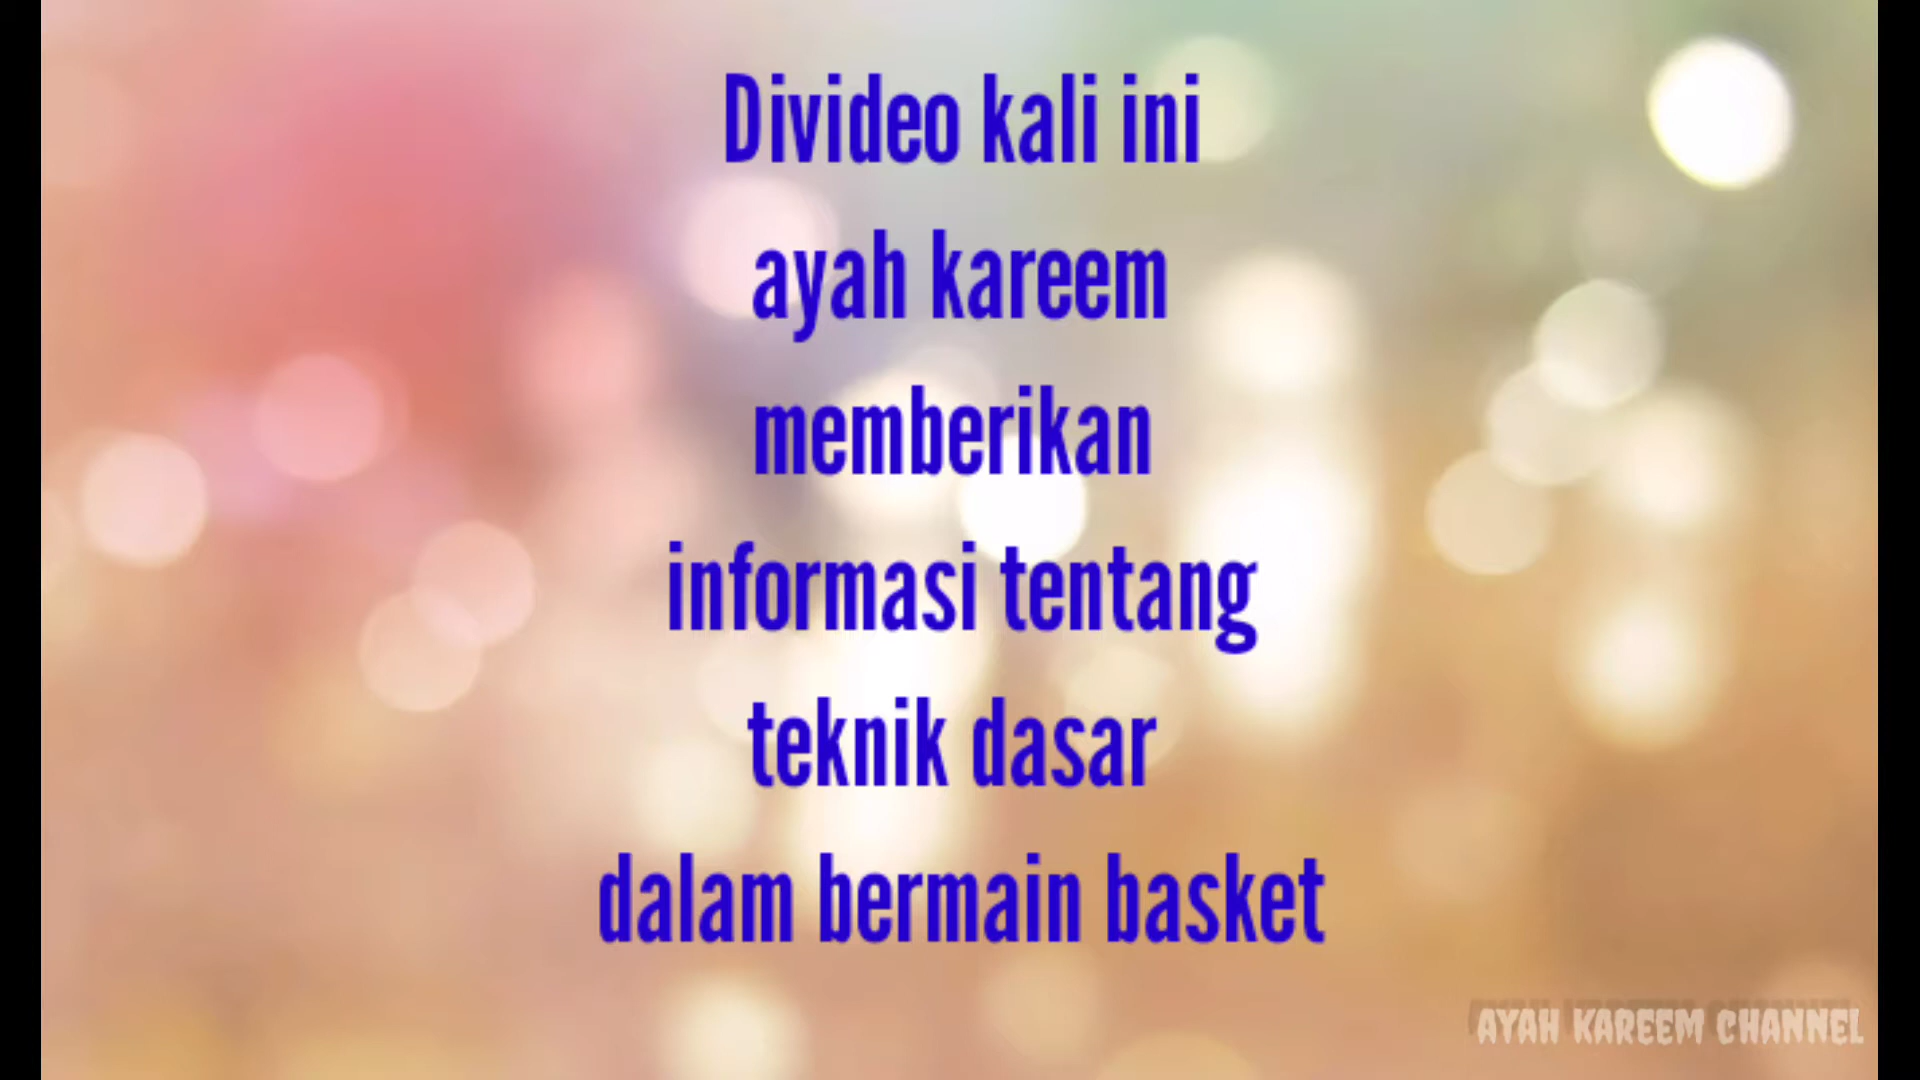 Divideo kali ini
ayah kareem
memberikan
informasi tentang
teknik dasar
dalam bermain basket
AYAH KAREEM CHANNEL